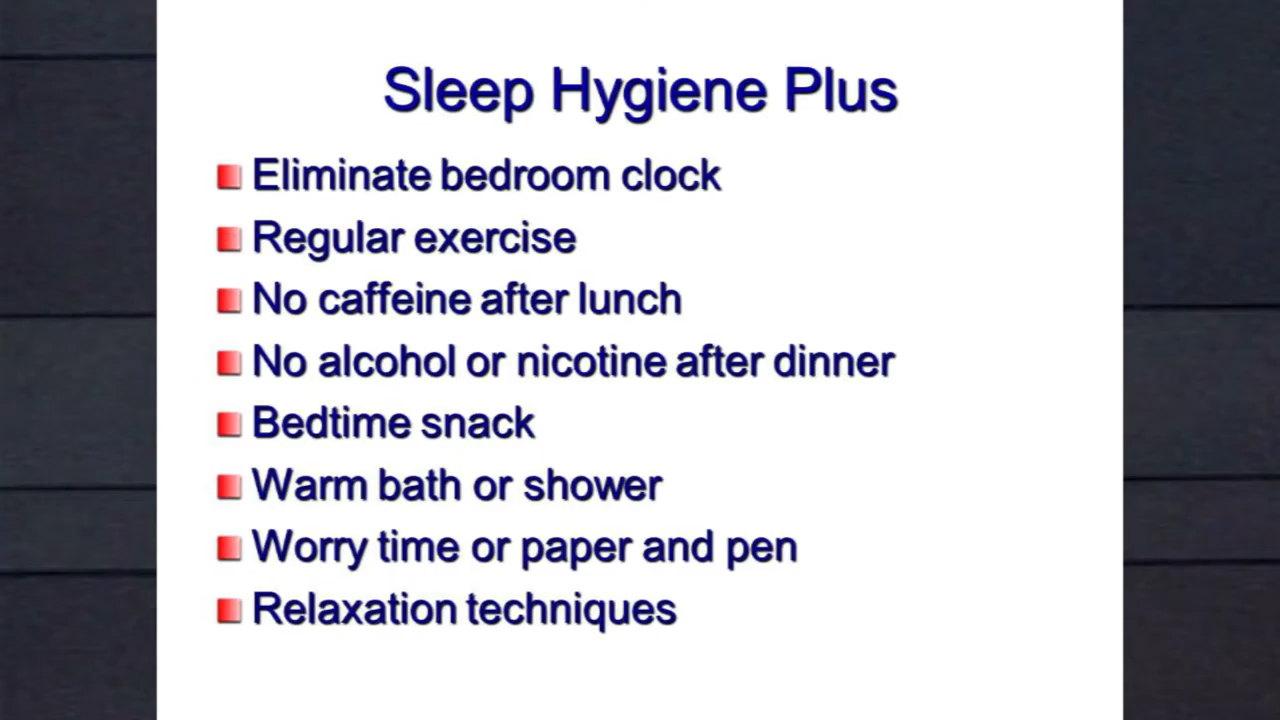 Sleep Hygiene Plus
Eliminate bedroom clock
Regular exercise
No caffeine after lunch
No alcohol or nicotine after dinner
Bedtime snack
Warm bath or shower
Worry time or paper and pen
Relaxation techniques